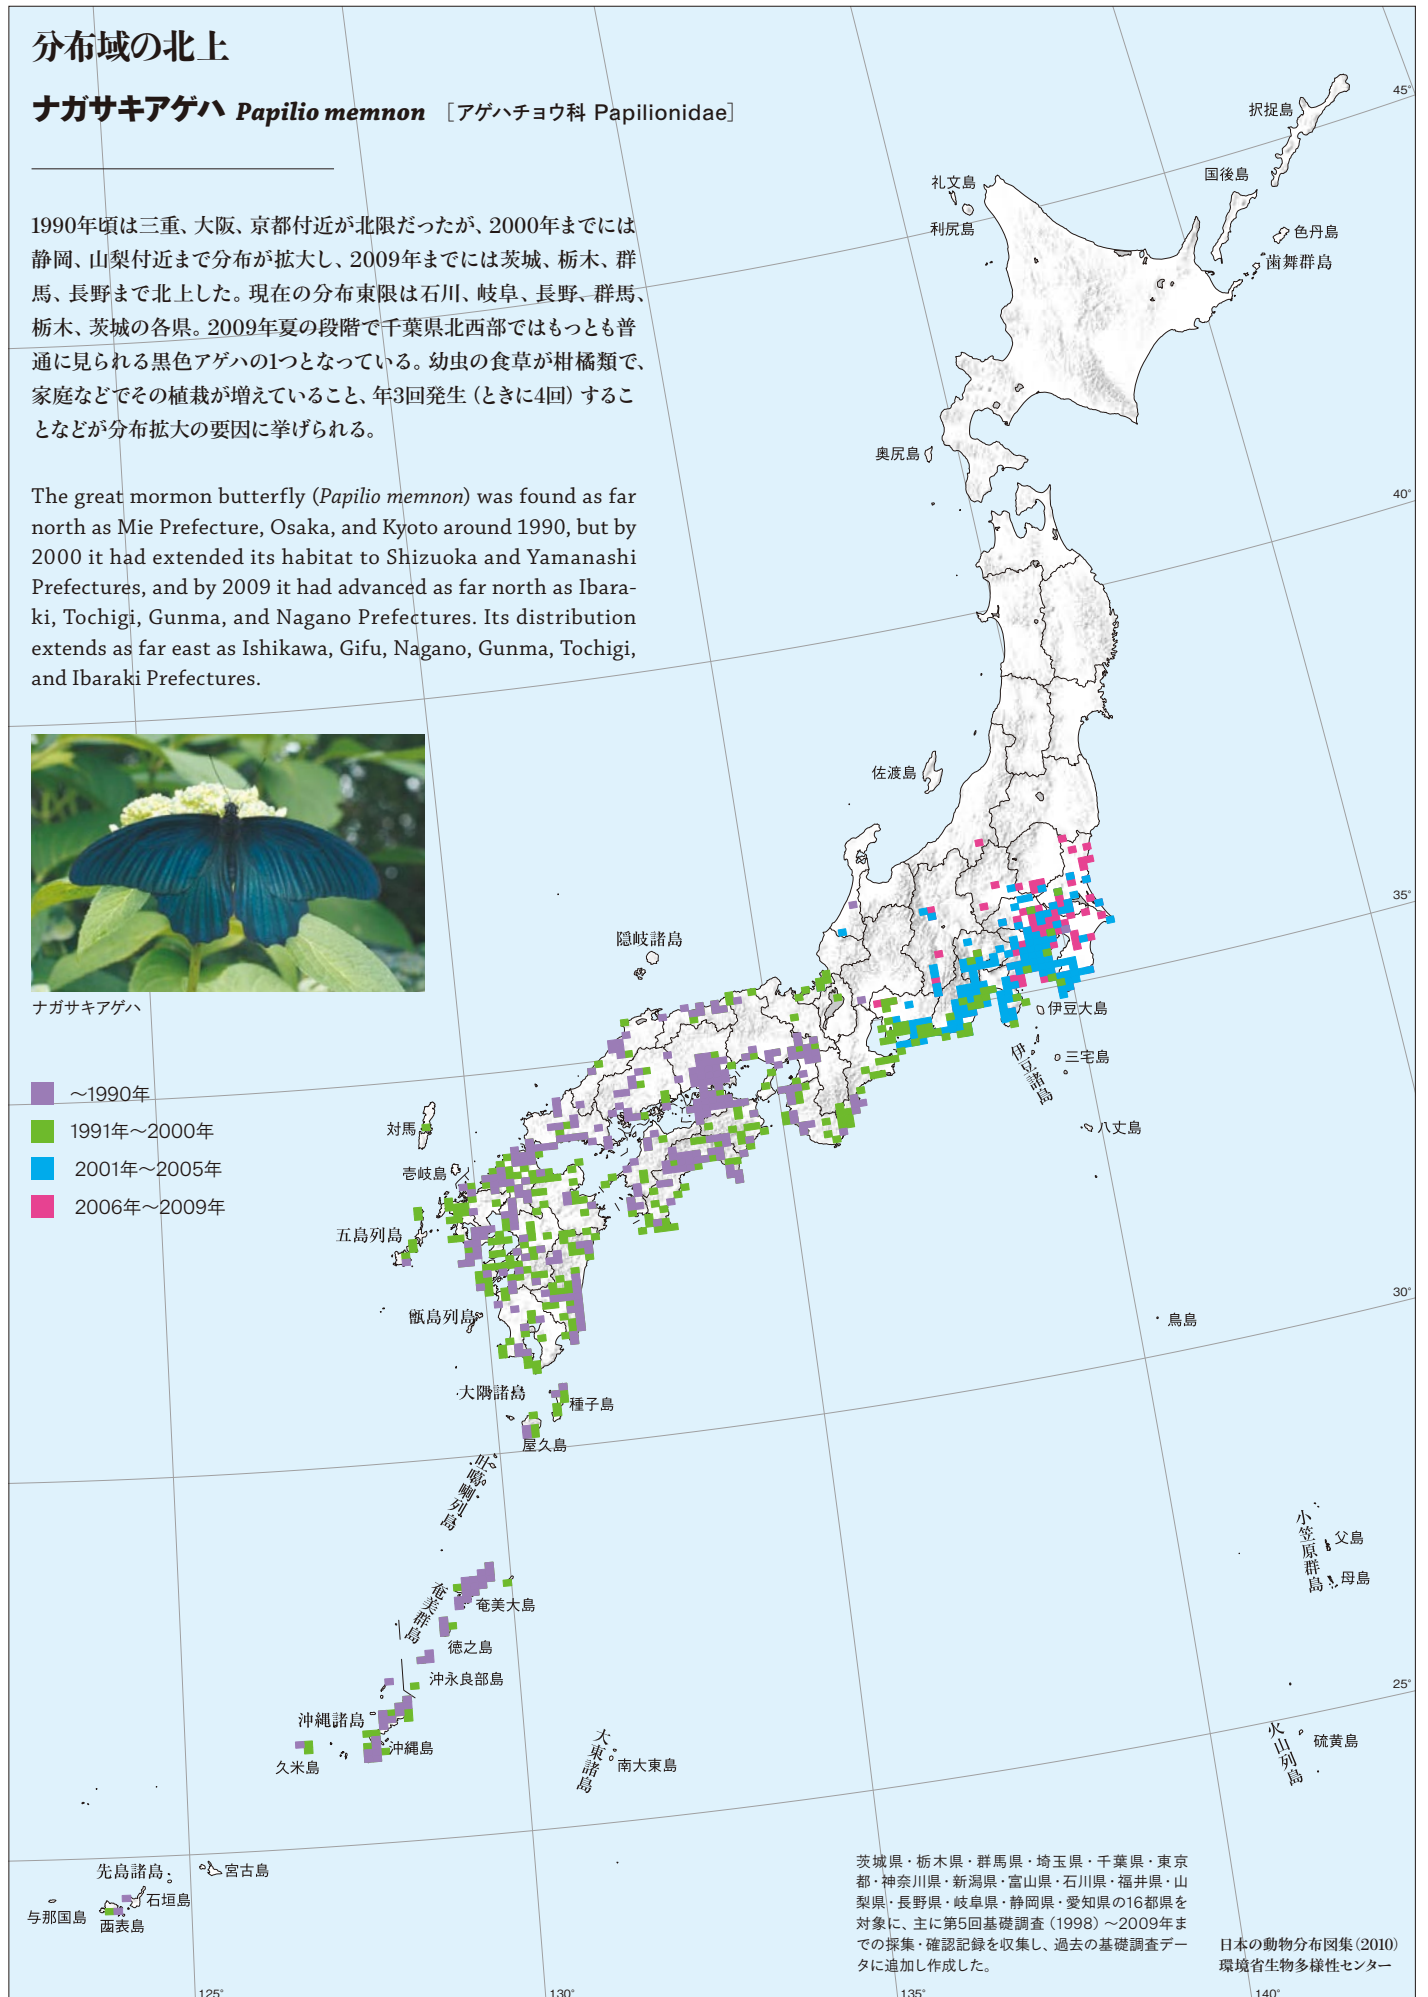 分布域の北上
ナガサキアゲハ Papilio memnon ［アゲハチョウ科 Papilionidae］
1990年頃は三重、大阪、京都付近が北限だったが、2000年までには
静岡、山梨付近まで分布が拡大し、2009年までには茨城、栃木、群
馬、長野まで北上した。現在の分布東限は石川、岐阜、長野、群馬、
栃木、茨城の各県。2009年夏の段階で千葉県北西部ではもっとも普
通に見られる黒色アゲハの1つとなっている。幼虫の食草が柑橘類で、
家庭などでその植栽が増えていること、年3回発生（ときに4回）するこ
となどが分布拡大の要因に挙げられる。
The great mormon butterfly (Papilio memnon) was found as far
north as Mie Prefecture, Osaka, and Kyoto around 1990, but by
2000 it had extended its habitat to Shizuoka and Yamanashi
Prefectures, and by 2009 it had advanced as far north as Ibara-
ki, Tochigi, Gunma, and Nagano Prefectures. Its distribution
extends as far east as Ishikawa, Gifu, Nagano, Gunma, Tochigi,
and Ibaraki Prefectures.
ナガサキアゲハ
～1990年
1991年～2000年
2001年～2005年
2006年～2009年
択捉島
国後島
色丹島
歯舞群島
礼文島
利尻島
奥尻島
佐渡島
隠岐諸島
対馬
壱岐島
五島列島
甑島列島
大隅諸島
種子島
屋久島
吐噶喇列島
奄美群島
奄美大島
徳之島
沖永良部島
沖縄諸島
沖縄島
久米島
大東諸島
南大東島
先島諸島
宮古島
石垣島
与那国島
西表島
伊豆大島
伊豆諸島
三宅島
八丈島
鳥島
小笠原群島
父島
母島
火山列島
硫黄島
45°
40°
35°
30°
25°
125°
130°
135°
140°
茨城県・栃木県・群馬県・埼玉県・千葉県・東京
都・神奈川県・新潟県・富山県・石川県・福井県・山
梨県・長野県・岐阜県・静岡県・愛知県の16都県を
対象に、主に第5回基礎調査（1998）～2009年ま
での採集・確認記録を収集し、過去の基礎調査デー
タに追加し作成した。
日本の動物分布図集（2010）
環境省生物多様性センター